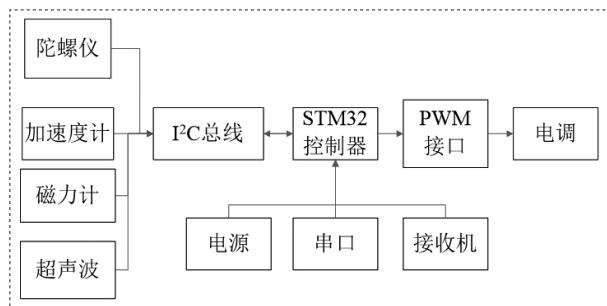 陀螺仪
加速度计
磁力计
超声波
I²C总线
STM32
控制器
PWM
接口
电调
电源
串口
接收机